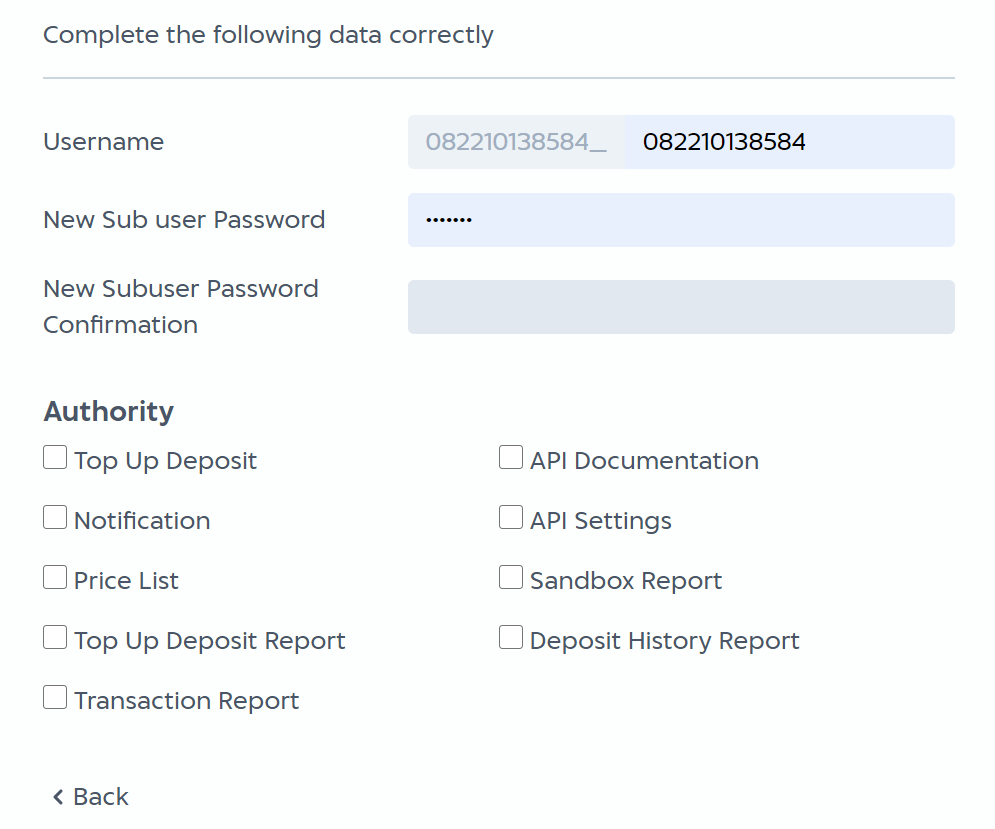 Complete the following data correctly
Username 082210138584_ 082210138584
New Sub user Password •••••••
New Subuser Password
Confirmation
Authority
Top Up Deposit API Documentation
Notification API Settings
Price List Sandbox Report
Top Up Deposit Report Deposit History Report
Transaction Report
Back